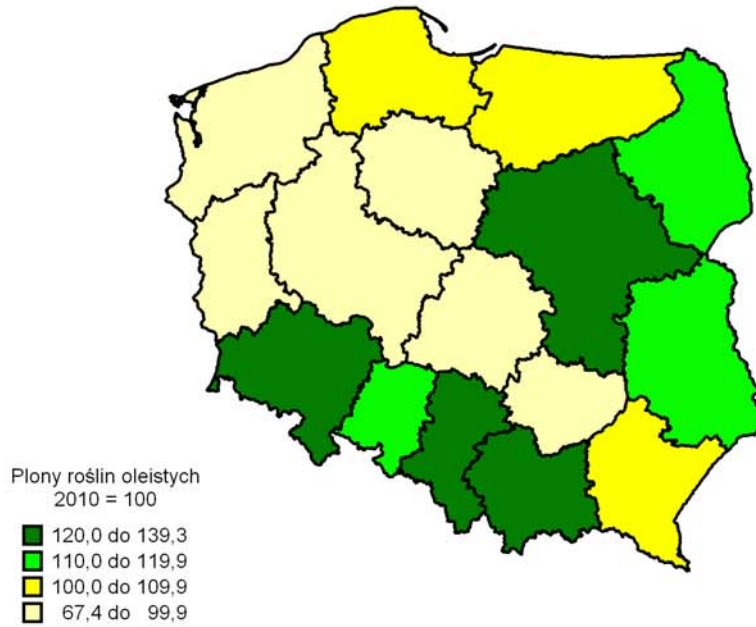 Plony roślin oleistych
2010 = 100
120,0 do 139,3
110,0 do 119,9
100,0 do 109,9
67,4 do 99,9